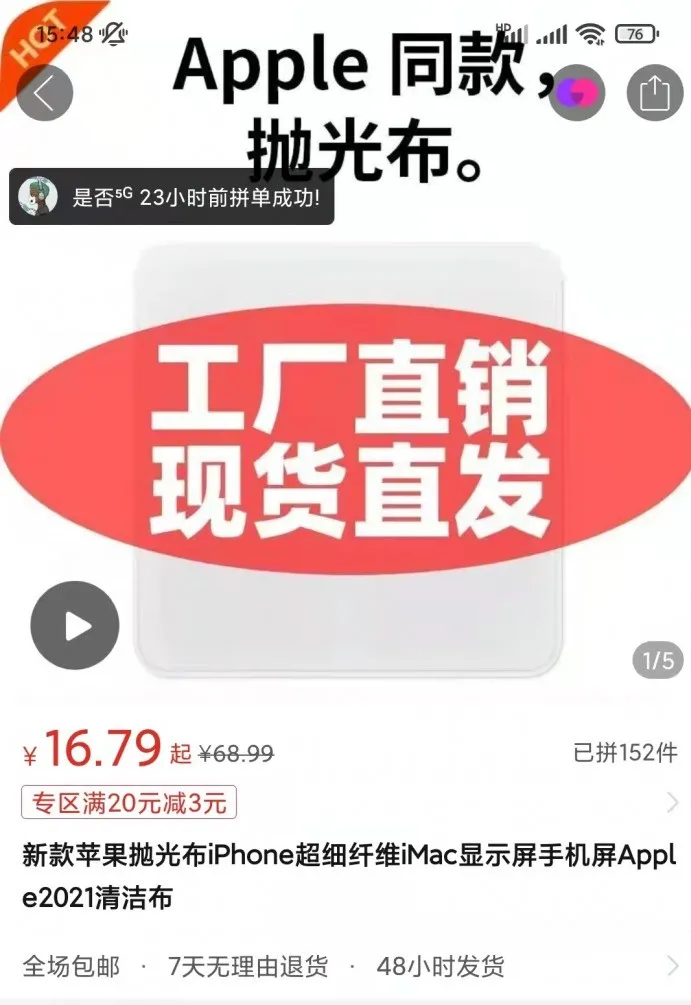 HOT
15:48
HD
76
Apple 同款，
抛光布。
是否⁵ᴳ 23小时前拼单成功!
工厂直销
现货直发
1/5
¥16.79起 ¥68.99
已拼152件
专区满20元减3元
新款苹果抛光布iPhone超细纤维iMac显示屏手机屏Appl
e2021清洁布
全场包邮 · 7天无理由退货 · 48小时发货